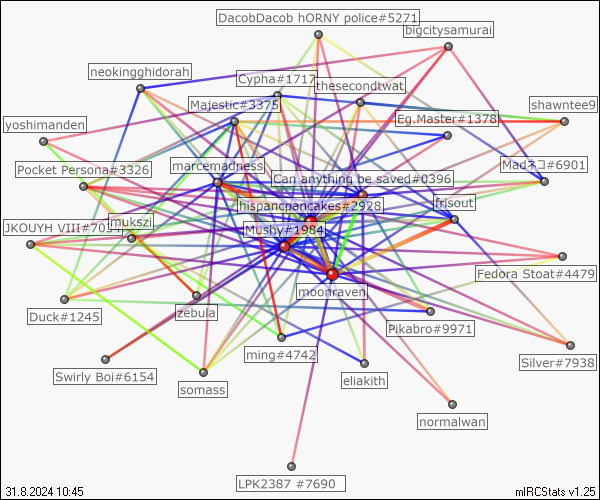 DacobDacob hORNY police#5271
bigcitysamurai
neokingghidorah
Cypha#1717
thesecondtwat
Majestic#3375
shawntee9
Eg.Master#1378
yoshimanden
Pocket Persona#3326
marcemadness
Madネコ#6901
Can anything be saved#0396
hispancpancakes#2928
frisout
mukszi
JKOUYH VIII#7094
Mushy#1984
Fedora Stoat#4479
moonraven
Duck#1245
zebula
Pikabro#9971
ming#4742
Silver#7938
Swirly Boi#6154
eliakith
somass
normalwan
LPK2387 #7690
31.8.2024 10:45
mIRCStats v1.25